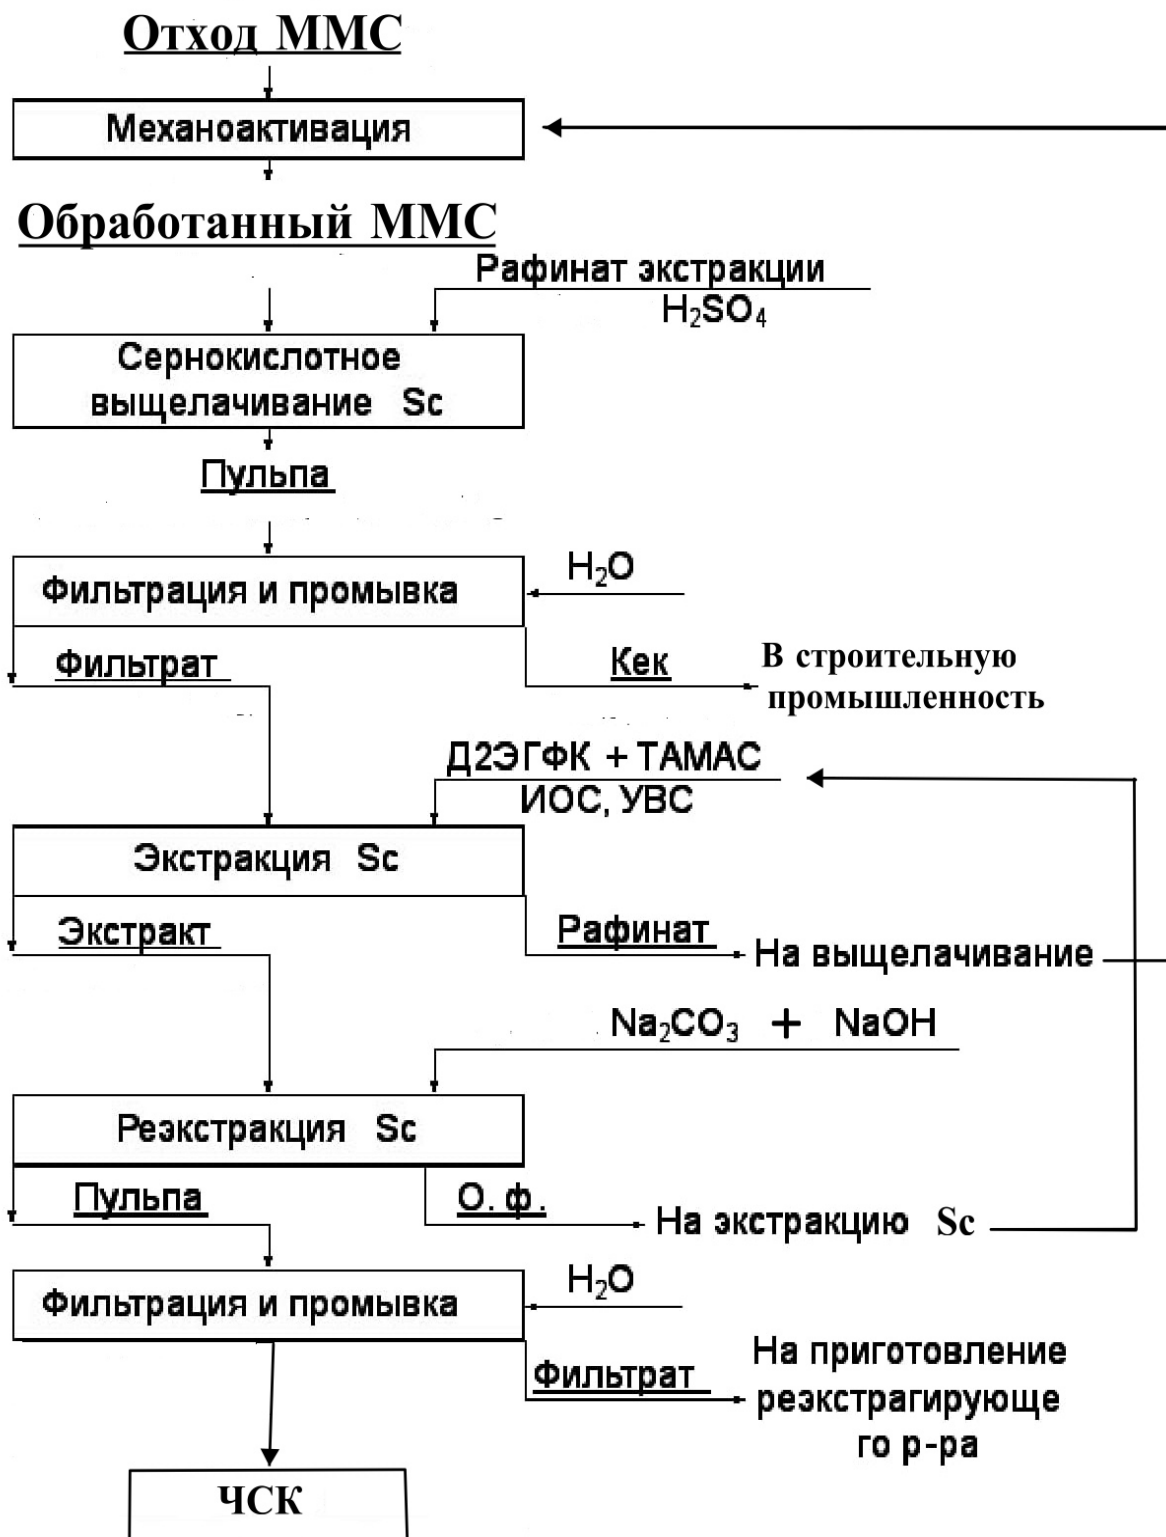 Отход ММС
Механоактивация
Обработанный ММС
Рафинат экстракции
H₂SO₄
Сернокислотное
выщелачивание Sc
Пульпа
H₂O
Фильтрация и промывка
Фильтрат
Кек
В строительную
промышленность
Д2ЭГФК + ТАМАС
ИОС, УВС
Экстракция Sc
Экстракт
Рафинат
На выщелачивание
Na₂CO₃ + NaOH
Реэкстракция Sc
Пульпа
О. ф.
На экстракцию Sc
H₂O
Фильтрация и промывка
Фильтрат
На приготовление
реэкстрагирующе
го р-ра
ЧСК